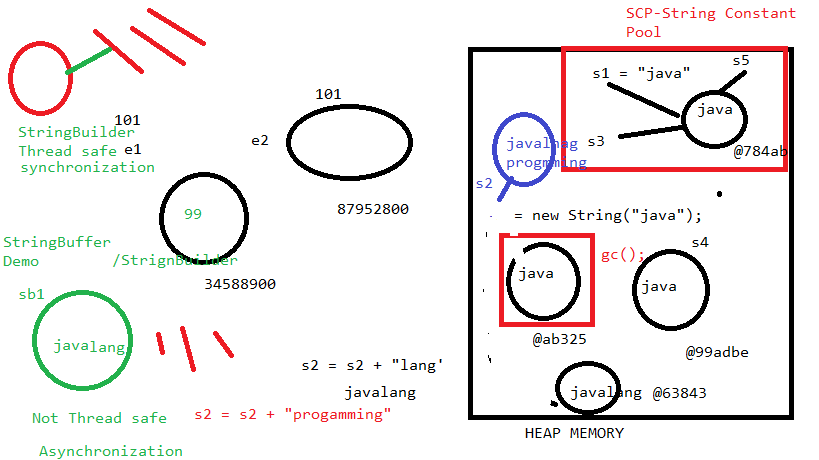 SCP-String Constant
Pool
s5
s1 = "java"
java
s3
@784ab
101
101
StringBuilder
Thread safe
e1
synchronization
e2
87952800
javalnag
progmming
s2
= new String("java");
99
StringBuffer
Demo
/StrignBuilder
34588900
sb1
javalang
gc();
s4
java
java
@ab325
@99adbe
s2 = s2 + "lang'
javalang
javalang @63843
s2 = s2 + "progamming"
Not Thread safe
Asynchronization
HEAP MEMORY